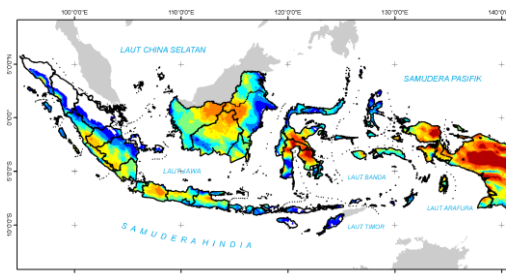 100°0'0"E 110°0'0"E 120°0'0"E 130°0'0"E 140°0'
LAUT CHINA SELATAN
SAMUDERA PASIFIK
5°0'0"N
0°0'0"
5°0'0"S
10°0'0"S
LAUT JAWA
LAUT BANDA
LAUT ARAFURA
LAUT TIMOR
SAMUDERA HINDIA